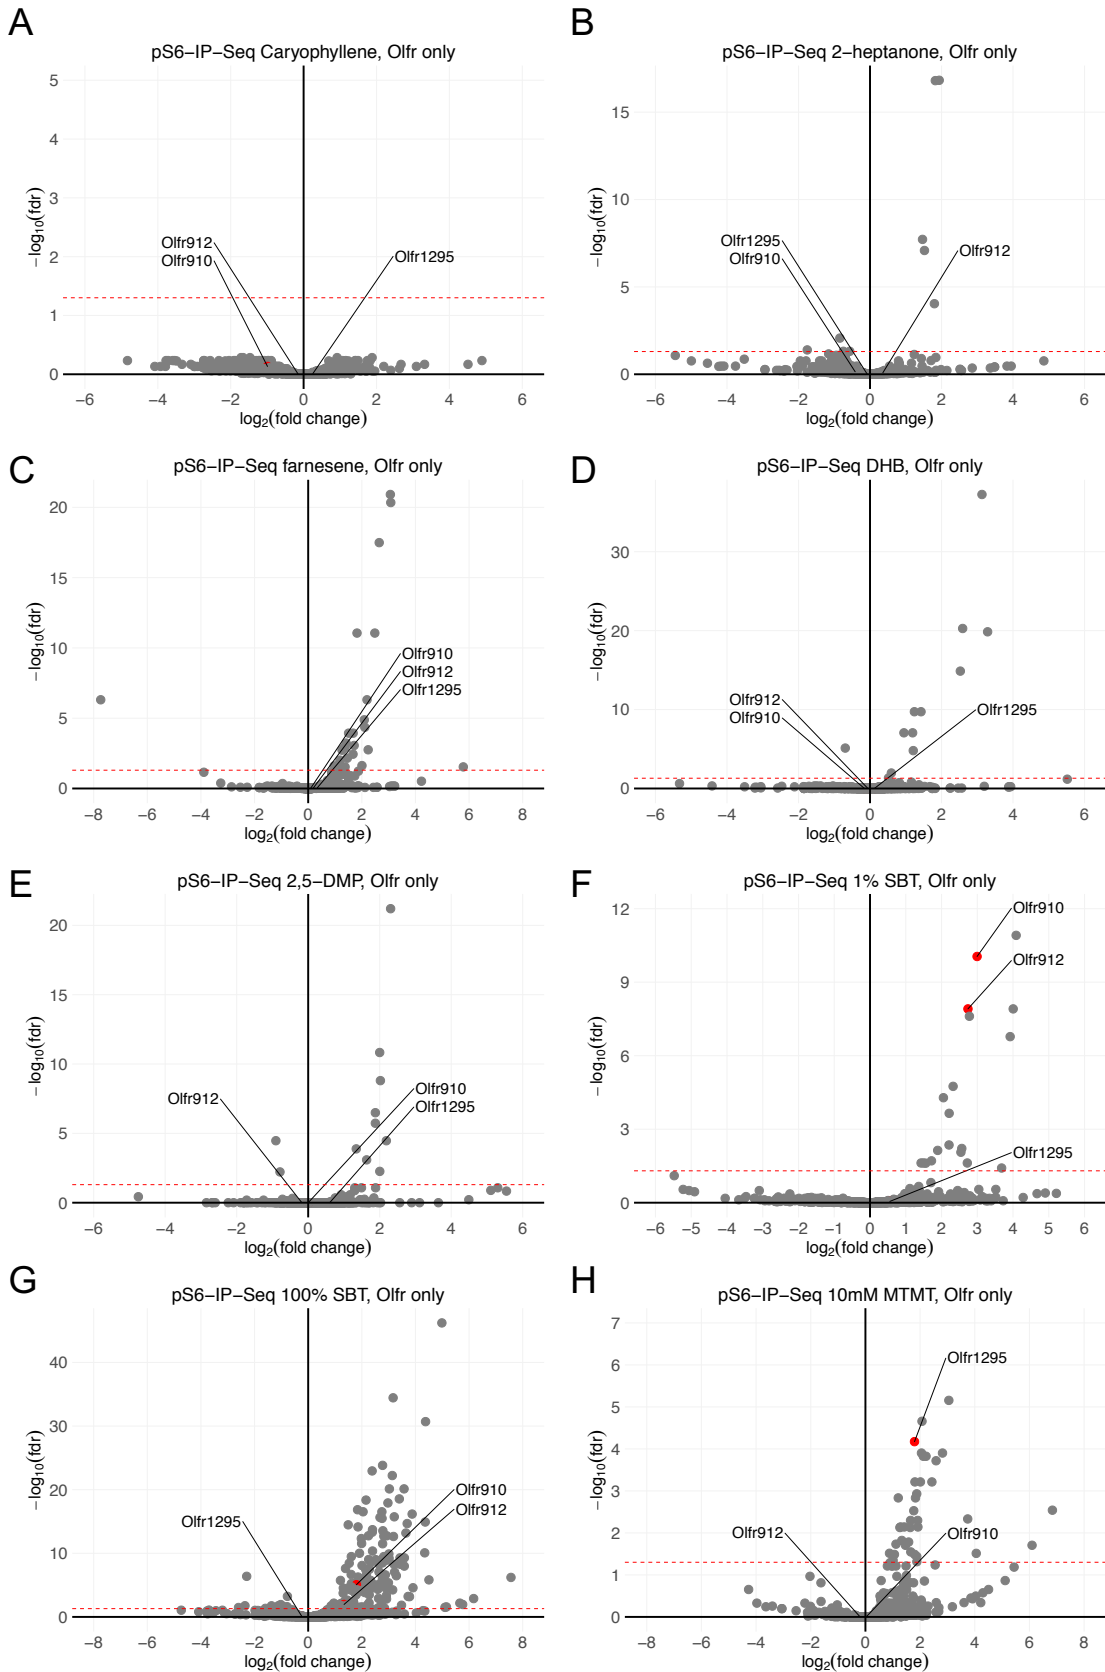 A
pS6−IP−Seq Caryophyllene, Olfr only
5
4
3
2
1
0
−log10(fdr)
Olfr912
Olfr910
Olfr1295
−6 −4 −2 0 2 4 6
log2(fold change)
B
pS6−IP−Seq 2−heptanone, Olfr only
15
10
5
0
−log10(fdr)
Olfr1295
Olfr910
Olfr912
−6 −4 −2 0 2 4 6
log2(fold change)
C
pS6−IP−Seq farnesene, Olfr only
20
15
10
5
0
−log10(fdr)
Olfr910
Olfr912
Olfr1295
−8 −6 −4 −2 0 2 4 6 8
log2(fold change)
D
pS6−IP−Seq DHB, Olfr only
30
20
10
0
−log10(fdr)
Olfr912
Olfr910
Olfr1295
−6 −4 −2 0 2 4 6
log2(fold change)
E
pS6−IP−Seq 2,5−DMP, Olfr only
20
15
10
5
0
−log10(fdr)
Olfr912
Olfr910
Olfr1295
−6 −4 −2 0 2 4 6
log2(fold change)
F
pS6−IP−Seq 1% SBT, Olfr only
12
9
6
3
0
−log10(fdr)
Olfr910
Olfr912
Olfr1295
−6 −5 −4 −3 −2 −1 0 1 2 3 4 5 6
log2(fold change)
G
pS6−IP−Seq 100% SBT, Olfr only
40
30
20
10
0
−log10(fdr)
Olfr910
Olfr912
Olfr1295
−8 −6 −4 −2 0 2 4 6 8
log2(fold change)
H
pS6−IP−Seq 10mM MTMT, Olfr only
7
6
5
4
3
2
1
0
−log10(fdr)
Olfr1295
Olfr912
Olfr910
−8 −6 −4 −2 0 2 4 6 8
log2(fold change)